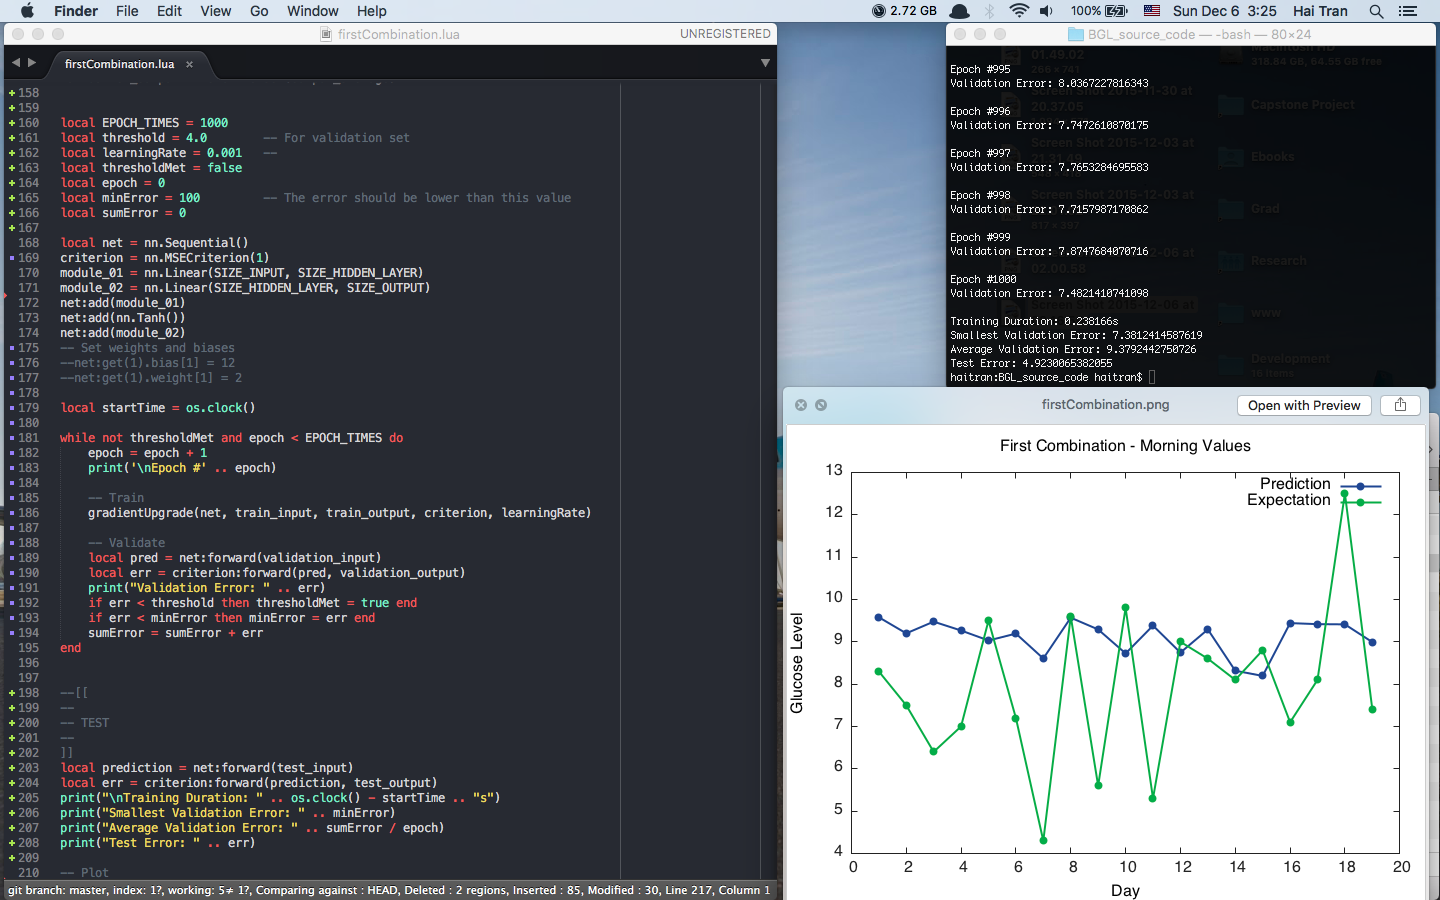 Finder File Edit View Go Window Help 2.72 GB 100% Sun Dec 6 3:25 Hai Tran
firstCombination.lua UNREGISTERED
firstCombination.lua ×
158
159
160 local EPOCH_TIMES = 1000
161 local threshold = 4.0 -- For validation set
162 local learningRate = 0.001 --
163 local thresholdMet = false
164 local epoch = 0
165 local minError = 100 -- The error should be lower than this value
166 local sumError = 0
167
168 local net = nn.Sequential()
169 criterion = nn.MSECriterion(1)
170 module_01 = nn.Linear(SIZE_INPUT, SIZE_HIDDEN_LAYER)
171 module_02 = nn.Linear(SIZE_HIDDEN_LAYER, SIZE_OUTPUT)
172 net:add(module_01)
173 net:add(nn.Tanh())
174 net:add(module_02)
175 -- Set weights and biases
176 --net:get(1).bias[1] = 12
177 --net:get(1).weight[1] = 2
178
179 local startTime = os.clock()
180
181 while not thresholdMet and epoch < EPOCH_TIMES do
182 epoch = epoch + 1
183 print('\nEpoch #' .. epoch)
184
185 -- Train
186 gradientUpgrade(net, train_input, train_output, criterion, learningRate)
187
188 -- Validate
189 local pred = net:forward(validation_input)
190 local err = criterion:forward(pred, validation_output)
191 print("Validation Error: " .. err)
192 if err < threshold then thresholdMet = true end
193 if err < minError then minError = err end
194 sumError = sumError + err
195 end
196
197
198 --[[
199 --
200 -- TEST
201 --
202 ]]
203 local prediction = net:forward(test_input)
204 local err = criterion:forward(prediction, test_output)
205 print("\nTraining Duration: " .. os.clock() - startTime .. "s")
206 print("Smallest Validation Error: " .. minError)
207 print("Average Validation Error: " .. sumError / epoch)
208 print("Test Error: " .. err)
209
210 -- Plot
git branch: master, index: 1?, working: 5≠ 1?, Comparing against : HEAD, Deleted : 2 regions, Inserted : 85, Modified : 30, Line 217, Column 1
BGL_source_code — -bash — 80×24
Epoch #995
Validation Error: 8.0367227816343
Epoch #996
Validation Error: 7.7472610870175
Epoch #997
Validation Error: 7.7653284695583
Epoch #998
Validation Error: 7.7157987170862
Epoch #999
Validation Error: 7.8747684070716
Epoch #1000
Validation Error: 7.4821410741098
Training Duration: 0.238166s
Smallest Validation Error: 7.3812414587619
Average Validation Error: 9.3792442750726
Test Error: 4.9230065382055
haitran:BGL_source_code haitran$
Macintosh HD
318.84 GB, 64.55 GB free
Capstone Project
Ebooks
Grad
Research
www
Development
firstCombination.png Open with Preview
First Combination - Morning Values
Prediction
Expectation
13
12
11
10
9
8
7
6
5
4
0 2 4 6 8 10 12 14 16 18 20
Glucose Level
Day